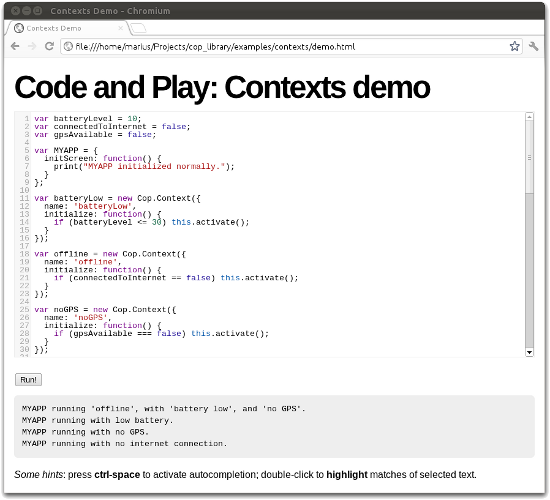 Contexts Demo - Chromium
Contexts Demo
file:///home/marius/Projects/cop_library/examples/contexts/demo.html
Code and Play: Contexts demo
1 var batteryLevel = 10;
2 var connectedToInternet = false;
3 var gpsAvailable = false;
4
5 var MYAPP = {
6   initScreen: function() {
7     print("MYAPP initialized normally.");
8   }
9 };
10
11 var batteryLow = new Cop.Context({
12   name: 'batteryLow',
13   initialize: function() {
14     if (batteryLevel <= 30) this.activate();
15   }
16 });
17
18 var offline = new Cop.Context({
19   name: 'offline',
20   initialize: function() {
21     if (connectedToInternet == false) this.activate();
22   }
23 });
24
25 var noGPS = new Cop.Context({
26   name: 'noGPS',
27   initialize: function() {
28     if (gpsAvailable === false) this.activate();
29   }
30 });
Run!
MYAPP running 'offline', with 'battery low', and 'no GPS'.
MYAPP running with low battery.
MYAPP running with no GPS.
MYAPP running with no internet connection.
Some hints: press ctrl-space to activate autocompletion; double-click to highlight matches of selected text.